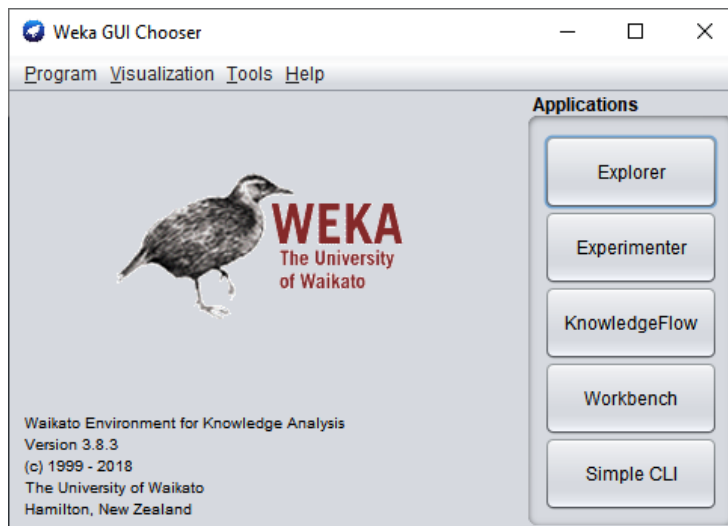 Weka GUI Chooser
Program Visualization Tools Help
Applications
Explorer
Experimenter
KnowledgeFlow
Workbench
Simple CLI
WEKA
The University
of Waikato
Waikato Environment for Knowledge Analysis
Version 3.8.3
(c) 1999 - 2018
The University of Waikato
Hamilton, New Zealand